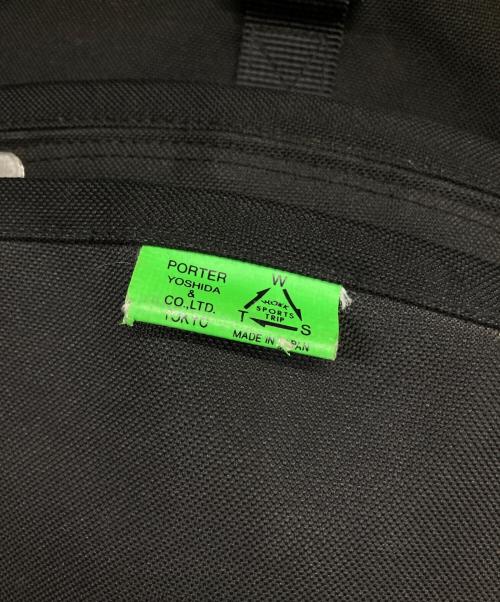 PORTER
YOSHIDA
&
CO.,LTD.
TOKYO
W
WORK
SPORTS
TRIP
T
S
MADE IN JAPAN